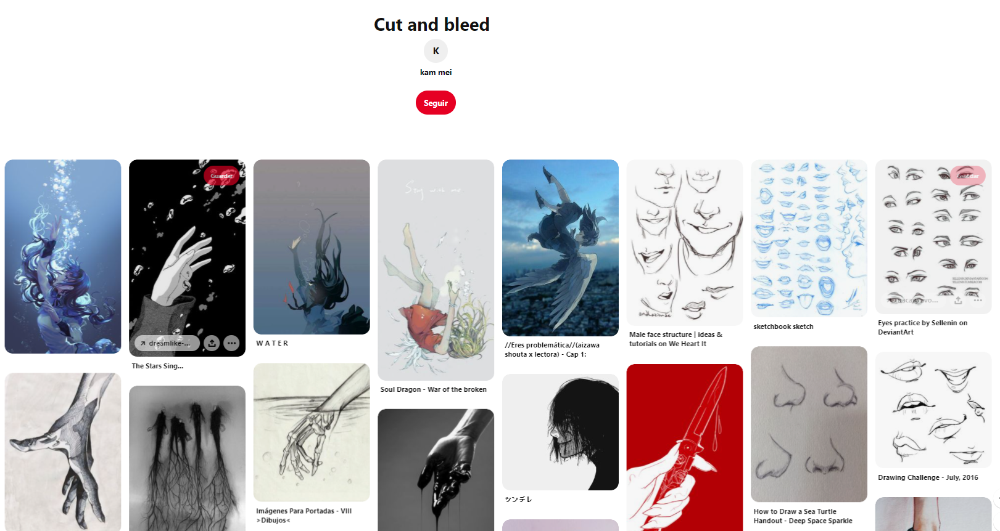 Cut and bleed
K
kam mei
Seguir
Guardar
dreamlike-...
The Stars Sing...
W A T E R
Stay with me
Soul Dragon - War of the broken
//Eres problemática//(aizawa
shouta x lectora) - Cap 1:
Male face structure | ideas &
tutorials on We Heart It
sketchbook sketch
Eyes practice by Sellenin on
DeviantArt
Imágenes Para Portadas - VIII
>Dibujos<
ツンデレ
How to Draw a Sea Turtle
Handout - Deep Space Sparkle
Drawing Challenge - July, 2016